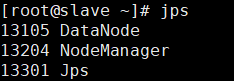 [root@slave ~]# jps
13105 DataNode
13204 NodeManager
13301 Jps